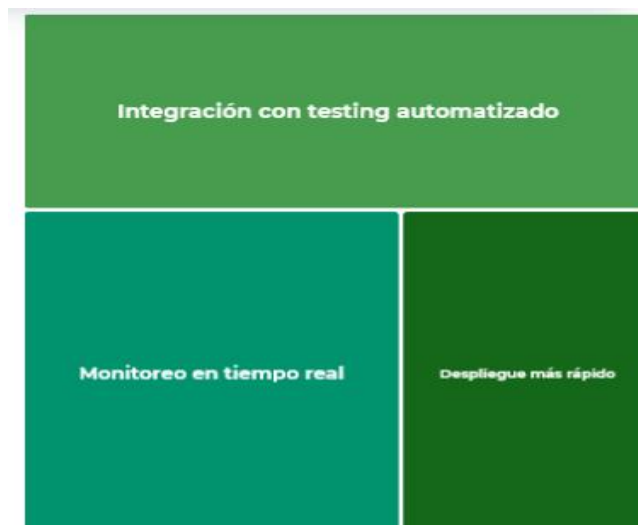 Integración con testing automatizado
Monitoreo en tiempo real
Despliegue más rápido